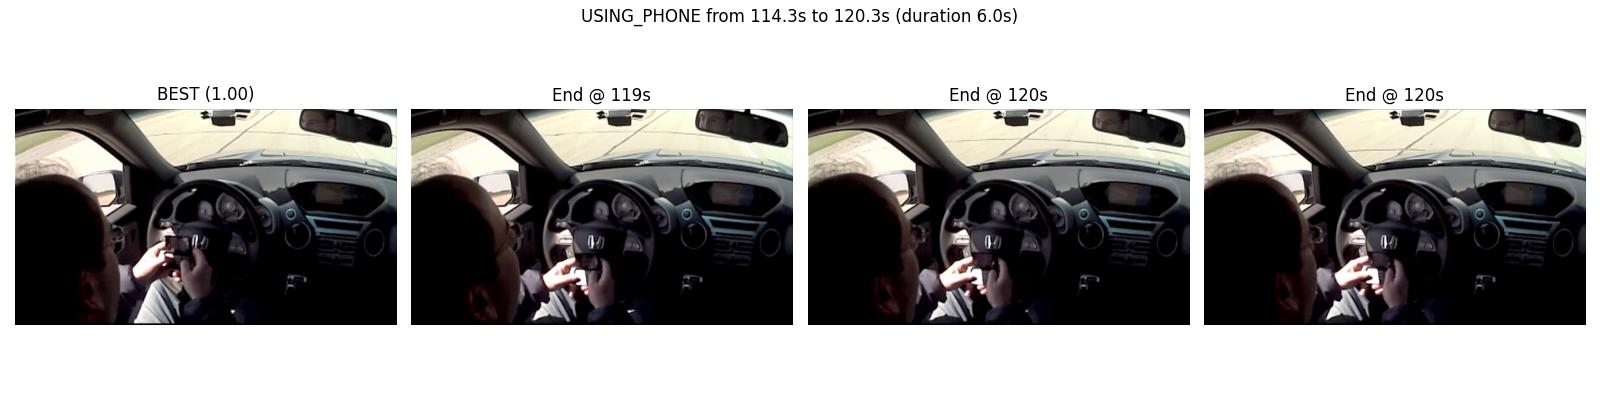 USING_PHONE from 114.3s to 120.3s (duration 6.0s)
BEST (1.00)
End @ 119s
End @ 120s
End @ 120s